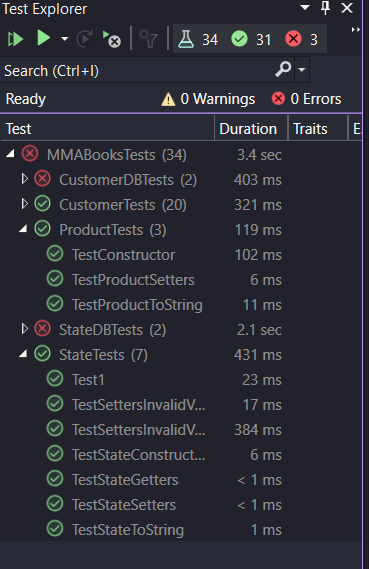 Test Explorer
34 31 3
Search (Ctrl+I)
Ready 0 Warnings 0 Errors
Test Duration Traits E
MMABooksTests (34) 3.4 sec
CustomerDBTests (2) 403 ms
CustomerTests (20) 321 ms
ProductTests (3) 119 ms
TestConstructor 102 ms
TestProductSetters 6 ms
TestProductToString 11 ms
StateDBTests (2) 2.1 sec
StateTests (7) 431 ms
Test1 23 ms
TestSettersInvalidV... 17 ms
TestSettersInvalidV... 384 ms
TestStateConstruct... 6 ms
TestStateGetters < 1 ms
TestStateSetters < 1 ms
TestStateToString 1 ms